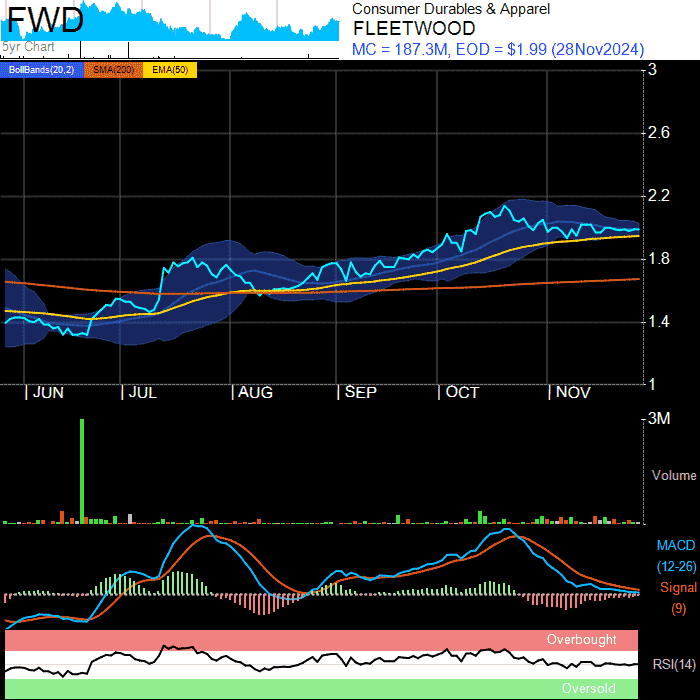 FWD
5yr Chart
Consumer Durables & Apparel
FLEETWOOD
MC = 187.3M, EOD = $1.99 (28Nov2024)
BollBands(20,2) SMA(200) EMA(50)
3
2.6
2.2
1.8
1.4
1
JUN JUL AUG SEP OCT NOV
3M
Volume
MACD
(12-26)
Signal
(9)
Overbought
RSI(14)
Oversold